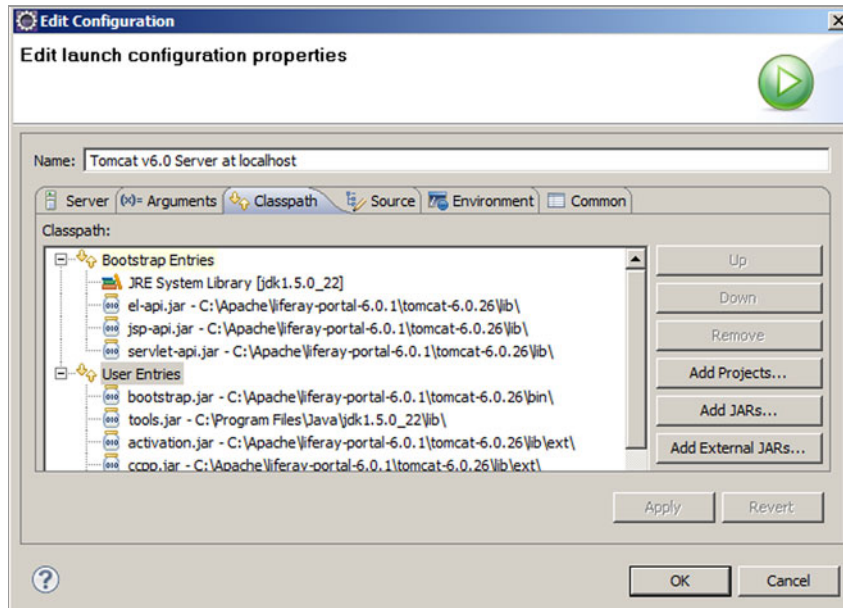 Edit Configuration
Edit launch configuration properties
Name: Tomcat v6.0 Server at localhost
Server (x)= Arguments Classpath Source Environment Common
Classpath:
Bootstrap Entries
JRE System Library [jdk1.5.0_22]
el-api.jar - C:\Apache\liferay-portal-6.0.1\tomcat-6.0.26\lib\
jsp-api.jar - C:\Apache\liferay-portal-6.0.1\tomcat-6.0.26\lib\
servlet-api.jar - C:\Apache\liferay-portal-6.0.1\tomcat-6.0.26\lib\
User Entries
bootstrap.jar - C:\Apache\liferay-portal-6.0.1\tomcat-6.0.26\bin\
tools.jar - C:\Program Files\Java\jdk1.5.0_22\lib\
activation.jar - C:\Apache\liferay-portal-6.0.1\tomcat-6.0.26\lib\ext\
ccpp.jar - C:\Apache\liferay-portal-6.0.1\tomcat-6.0.26\lib\ext\
Up
Down
Remove
Add Projects...
Add JARs...
Add External JARs...
Apply Revert
OK Cancel